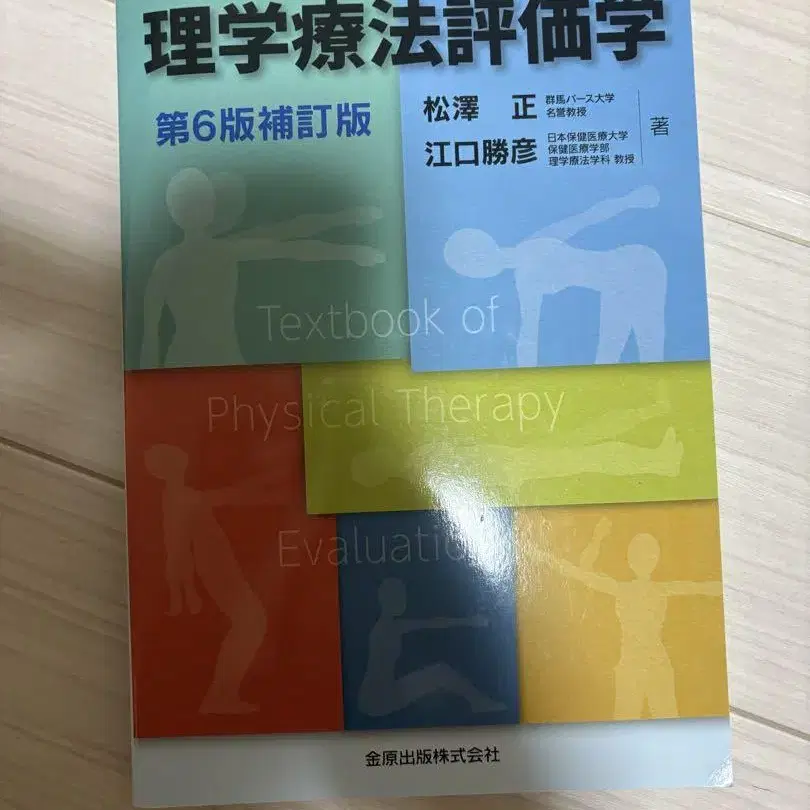 理学療法評価学
第6版補訂版
松澤 正 群馬パース大学
名誉教授
江口勝彦 日本保健医療大学
保健医療学部
理学療法学科 教授
著
Textbook of
Physical Therapy
Evaluation
金原出版株式会社